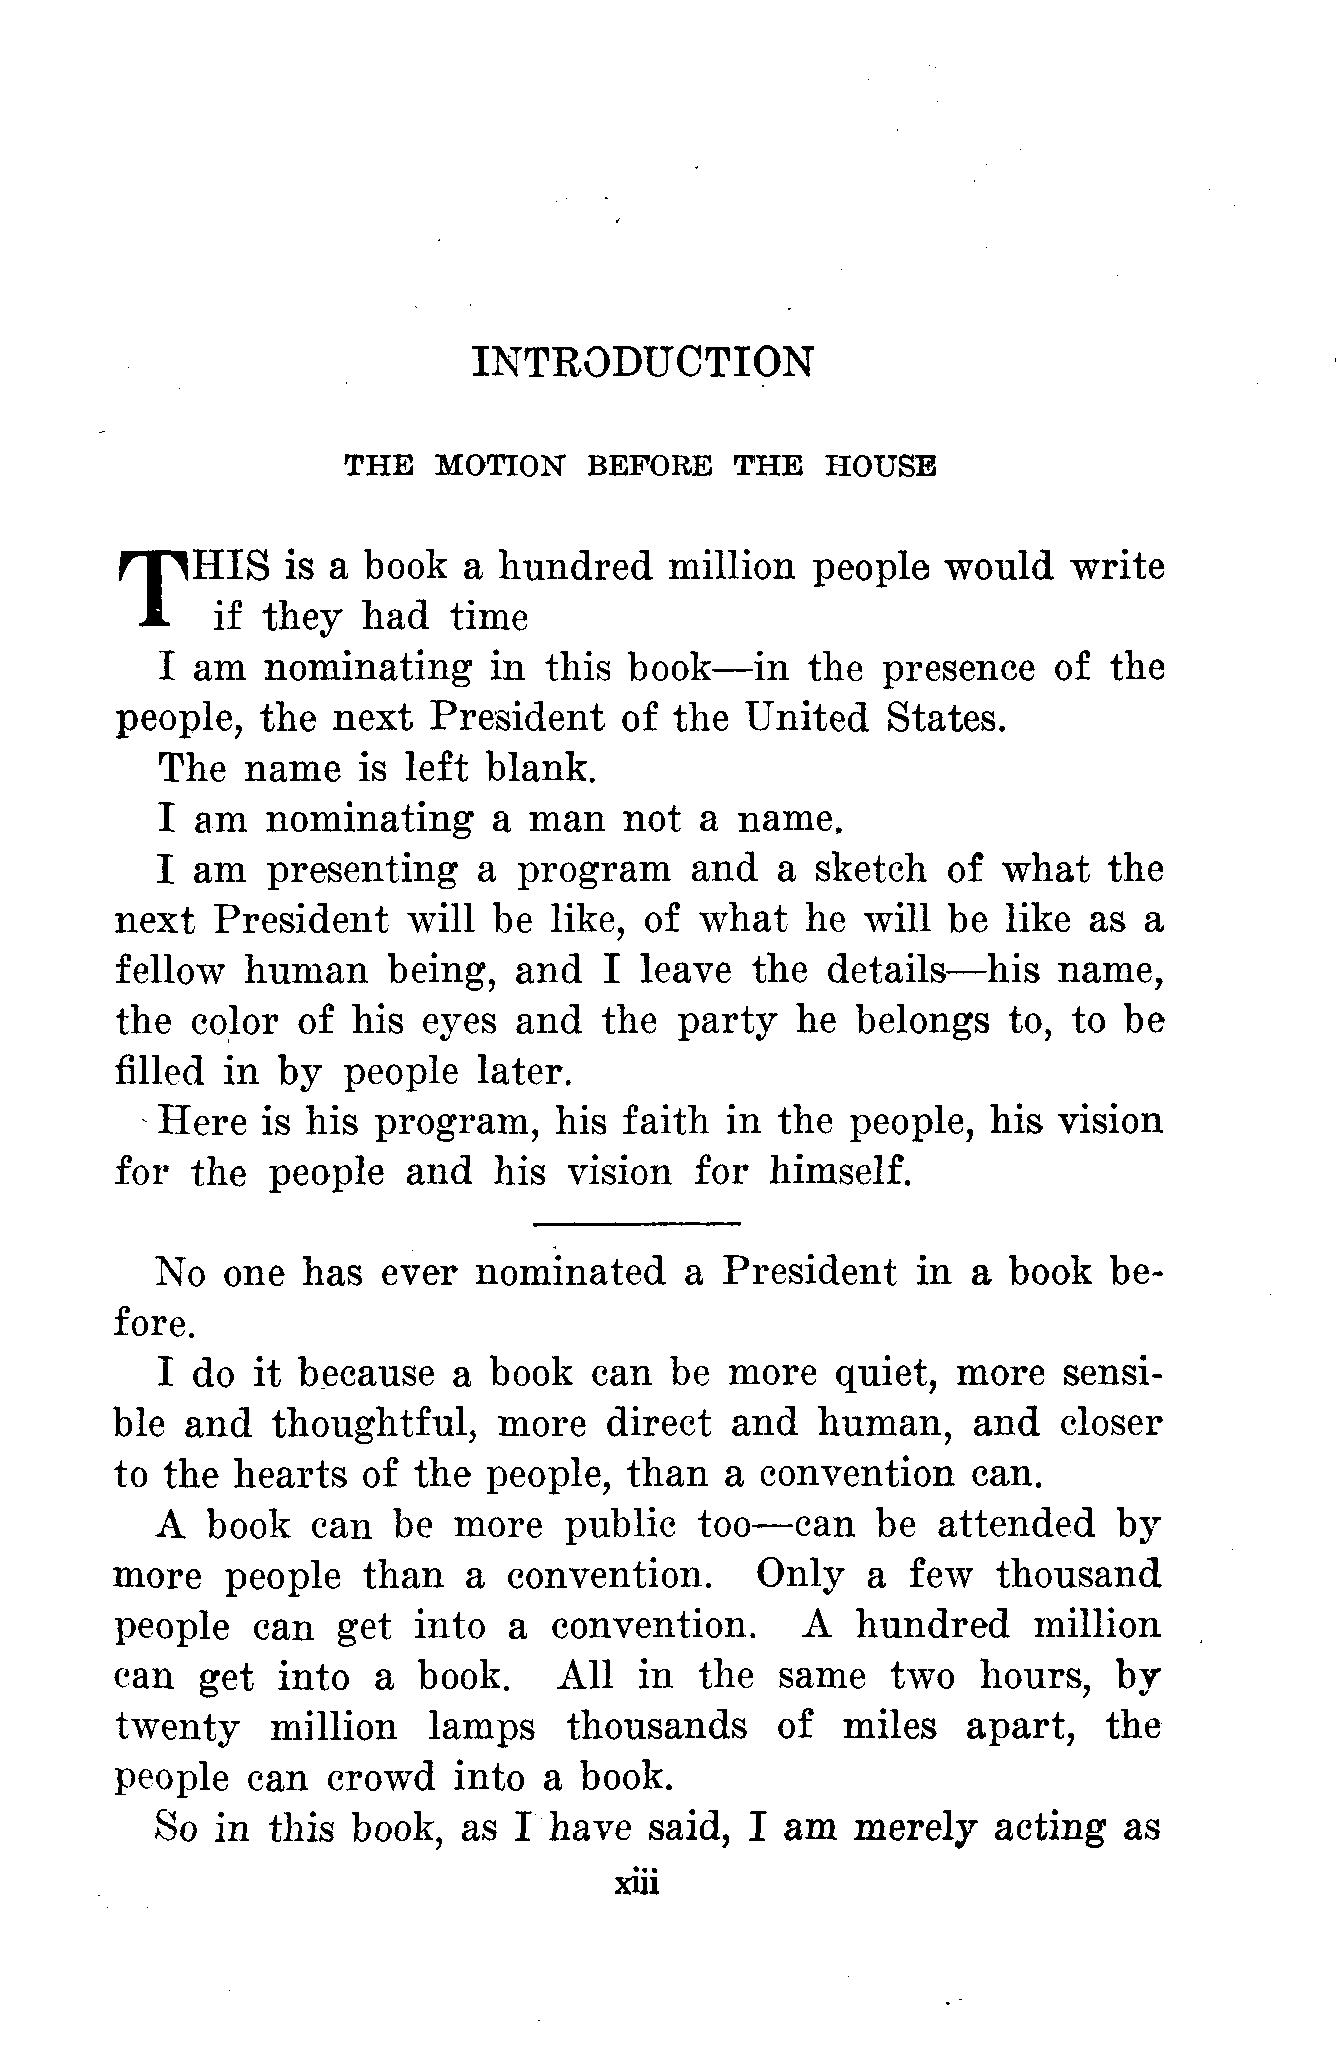 INTRODUCTION
THE MOTION BEFORE THE HOUSE
THIS is a book a hundred million people would write
if they had time
I am nominating in this book—in the presence of the
people, the next President of the United States.
The name is left blank.
I am nominating a man not a name.
I am presenting a program and a sketch of what the
next President will be like, of what he will be like as a
fellow human being, and I leave the details—his name,
the color of his eyes and the party he belongs to, to be
filled in by people later.
Here is his program, his faith in the people, his vision
for the people and his vision for himself.
No one has ever nominated a President in a book be-
fore.
I do it because a book can be more quiet, more sensi-
ble and thoughtful, more direct and human, and closer
to the hearts of the people, than a convention can.
A book can be more public too—can be attended by
more people than a convention. Only a few thousand
people can get into a convention. A hundred million
can get into a book. All in the same two hours, by
twenty million lamps thousands of miles apart, the
people can crowd into a book.
So in this book, as I have said, I am merely acting as
xiii